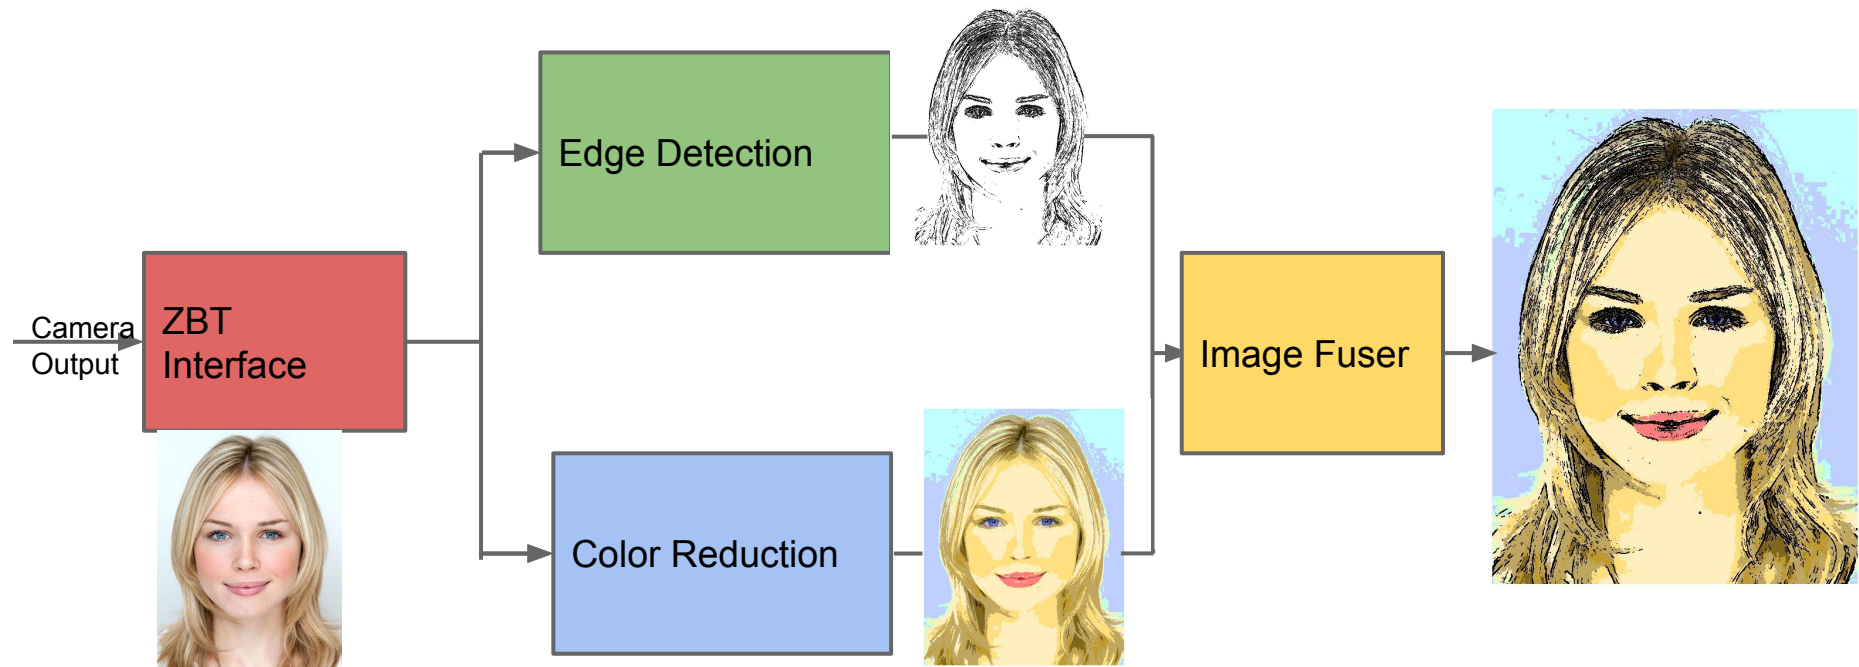 Camera
Output
ZBT
Interface
Edge Detection
Color Reduction
Image Fuser